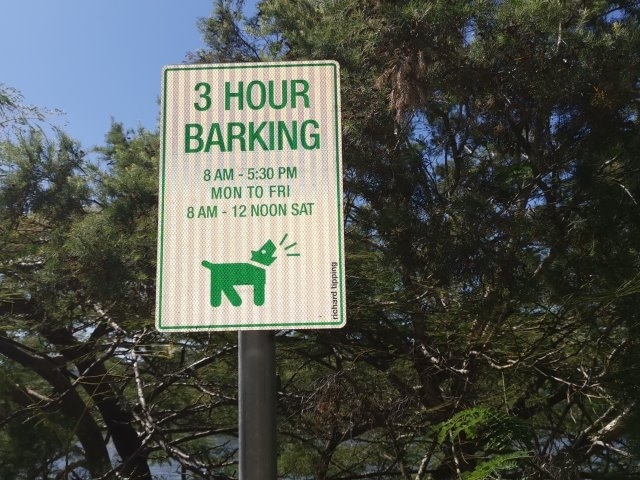 3 HOUR
BARKING
8 AM - 5:30 PM
MON TO FRI
8 AM - 12 NOON SAT
richard tipping